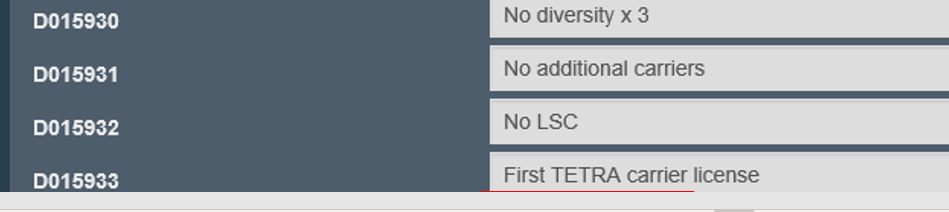 D015930 No diversity x 3
D015931 No additional carriers
D015932 No LSC
D015933 First TETRA carrier license